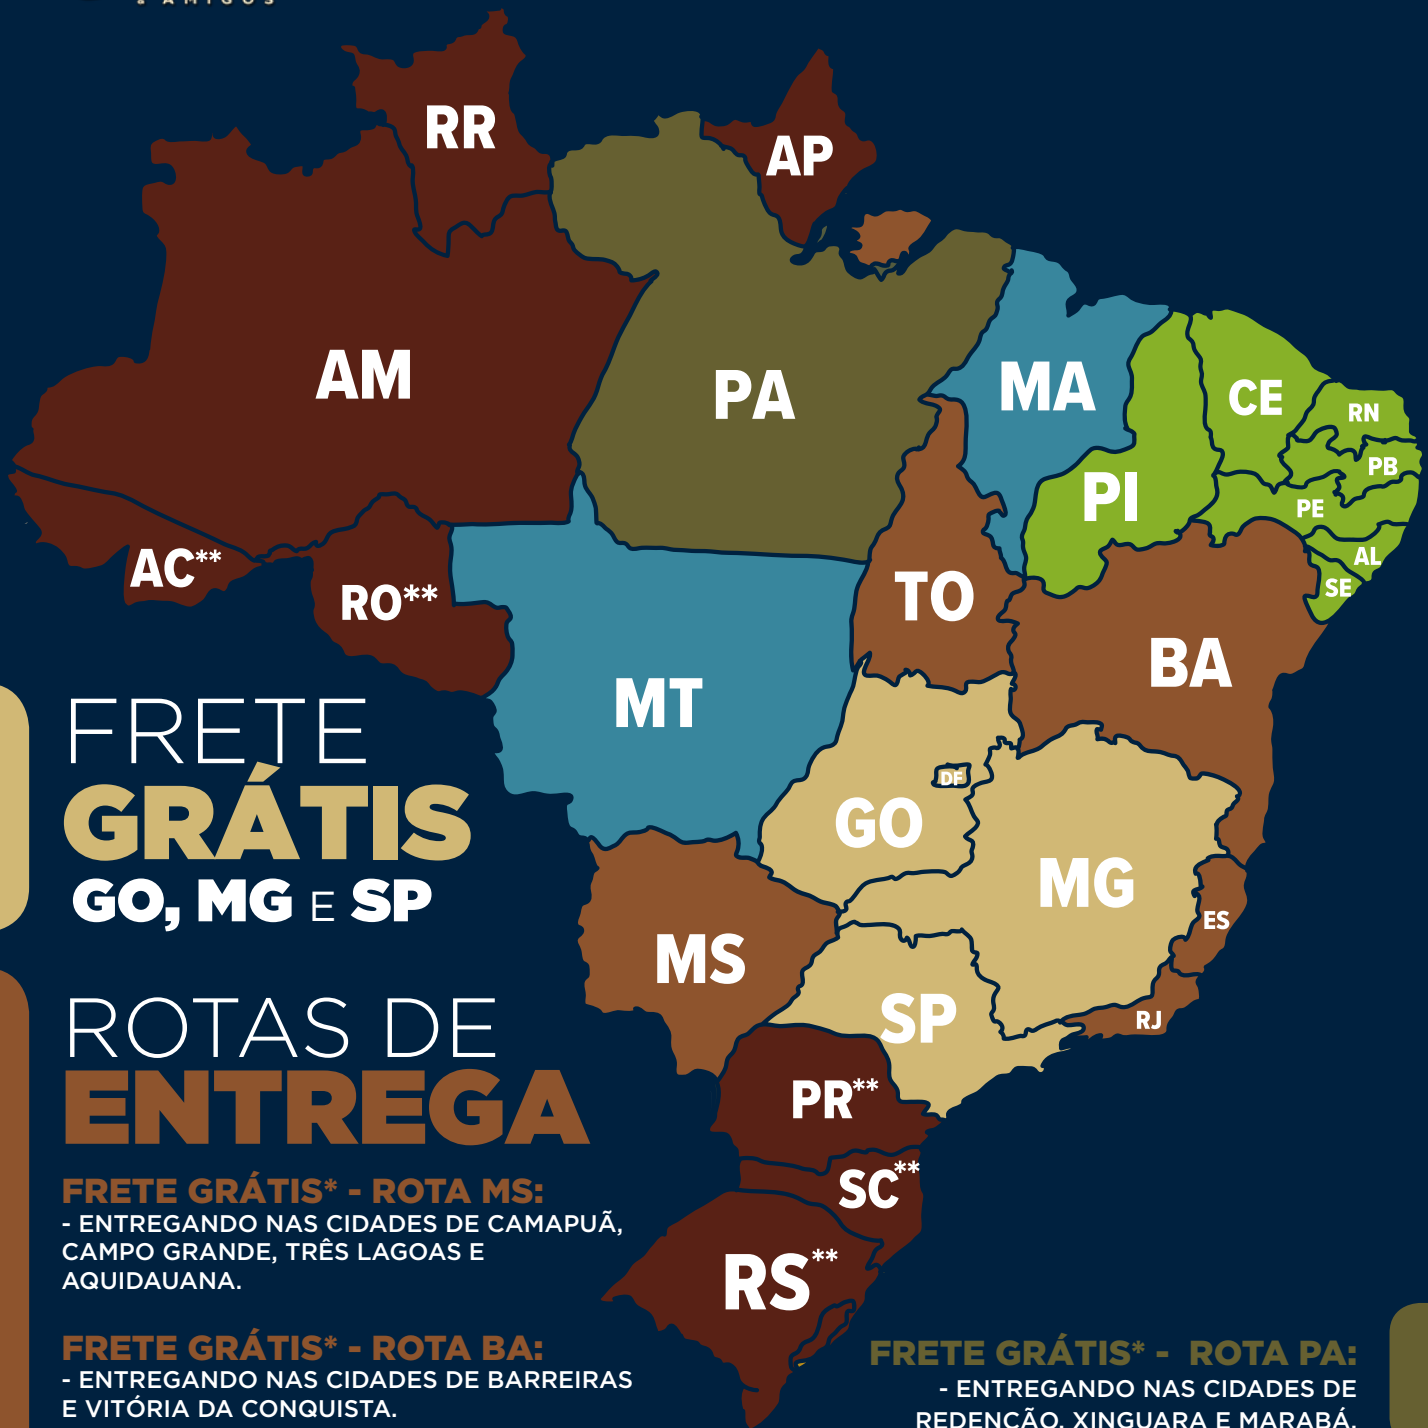 & AMIGOS
RR
AP
AM
PA
MA
CE
RN
PB
PI
PE
AL
SE
AC**
RO**
TO
BA
MT
DF
GO
MG
ES
MS
SP
RJ
PR**
SC**
RS**
FRETE
GRÁTIS
GO, MG E SP
ROTAS DE
ENTREGA
FRETE GRÁTIS* - ROTA MS:
- ENTREGANDO NAS CIDADES DE CAMAPUÃ,
CAMPO GRANDE, TRÊS LAGOAS E
AQUIDAUANA.
FRETE GRÁTIS* - ROTA BA:
- ENTREGANDO NAS CIDADES DE BARREIRAS
E VITÓRIA DA CONQUISTA.
FRETE GRÁTIS* - ROTA PA:
- ENTREGANDO NAS CIDADES DE
REDENÇÃO, XINGUARA E MARABÁ.